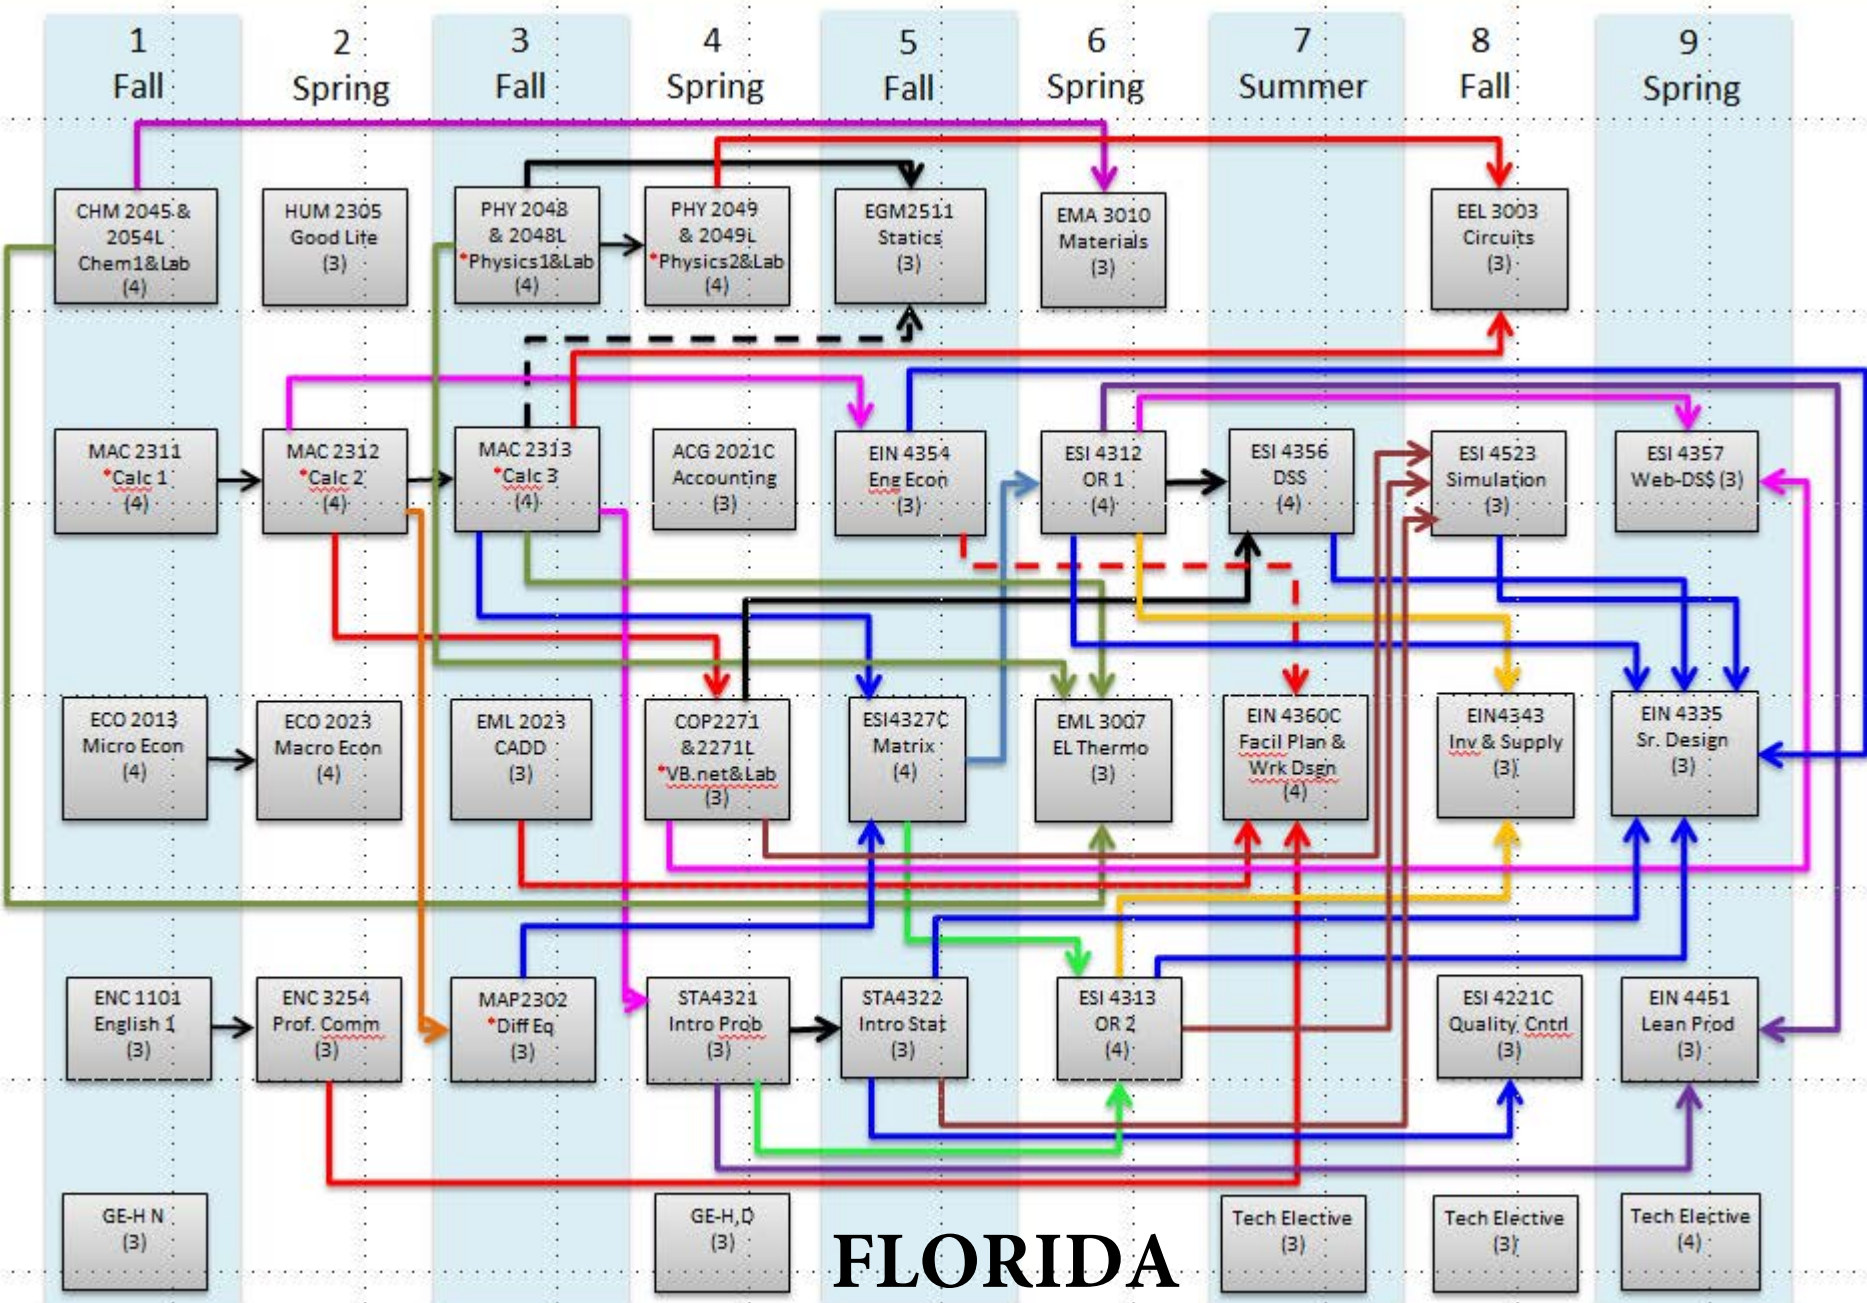 1
Fall
2
Spring
3
Fall
4
Spring
5
Fall
6
Spring
7
Summer
8
Fall
9
Spring
CHM 2045 &
2054L
Chem1&Lab
(4)
HUM 2305
Good Life
(3)
PHY 2048
& 2048L
*Physics1&Lab
(4)
PHY 2049
& 2049L
*Physics2&Lab
(4)
EGM2511
Statics
(3)
EMA 3010
Materials
(3)
EEL 3003
Circuits
(3)
MAC 2311
*Calc 1
(4)
MAC 2312
*Calc 2
(4)
MAC 2313
*Calc 3
(4)
ACG 2021C
Accounting
(3)
EIN 4354
Eng Econ
(3)
ESI 4312
OR 1
(4)
ESI 4356
DSS
(4)
ESI 4523
Simulation
(3)
ESI 4357
Web-DSS (3)
ECO 2013
Micro Econ
(4)
ECO 2023
Macro Econ
(4)
EML 2023
CADD
(3)
COP2271
&2271L
*VB.net&Lab
(3)
ESI4327C
Matrix
(4)
EML 3007
EL Thermo
(3)
EIN 4360C
Facil Plan &
Wrk Dsgn
(4)
EIN4343
Inv & Supply
(3)
EIN 4335
Sr. Design
(3)
ENC 1101
English 1
(3)
ENC 3254
Prof. Comm
(3)
MAP2302
*Diff Eq
(3)
STA4321
Intro Prob
(3)
STA4322
Intro Stat
(3)
ESI 4313
OR 2
(4)
ESI 4221C
Quality, Cntrl
(3)
EIN 4451
Lean Prod
(3)
GE-H N
(3)
GE-H,D
(3)
Tech Elective
(3)
Tech Elective
(3)
Tech Elective
(4)
FLORIDA